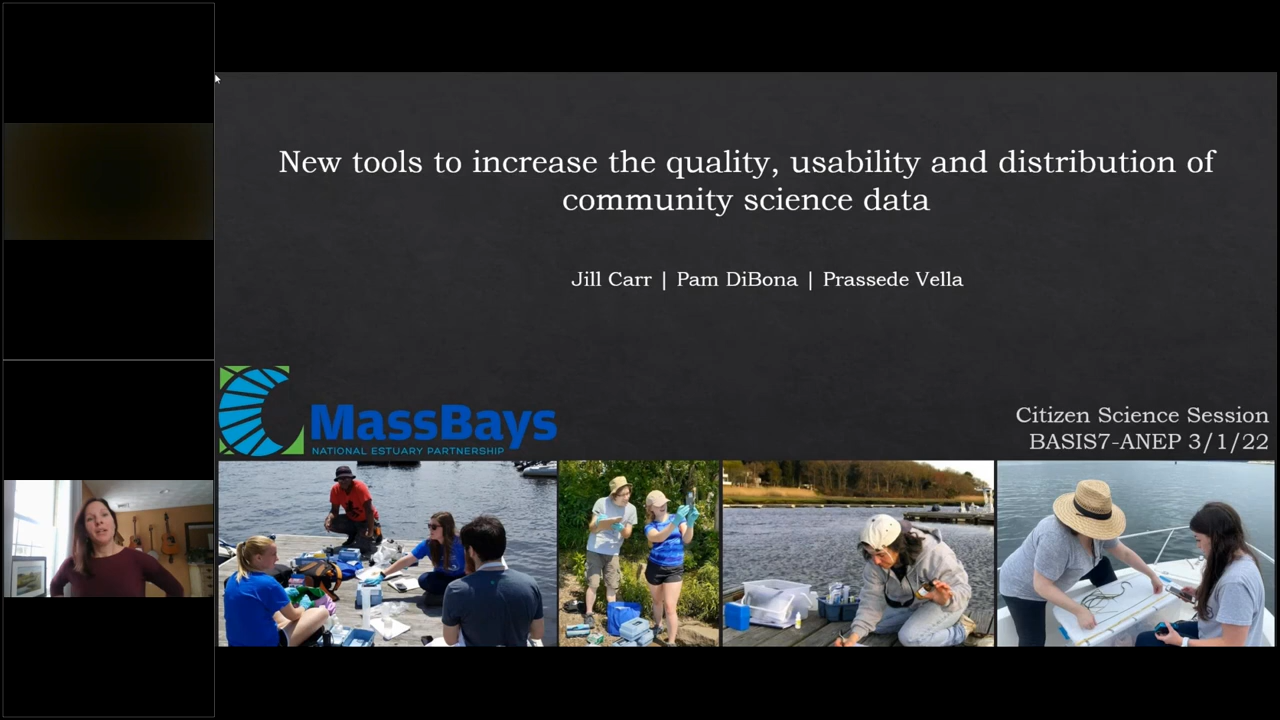 New tools to increase the quality, usability and distribution of
community science data
Jill Carr | Pam DiBona | Prassede Vella
MassBays
NATIONAL ESTUARY PARTNERSHIP
Citizen Science Session
BASIS7-ANEP 3/1/22